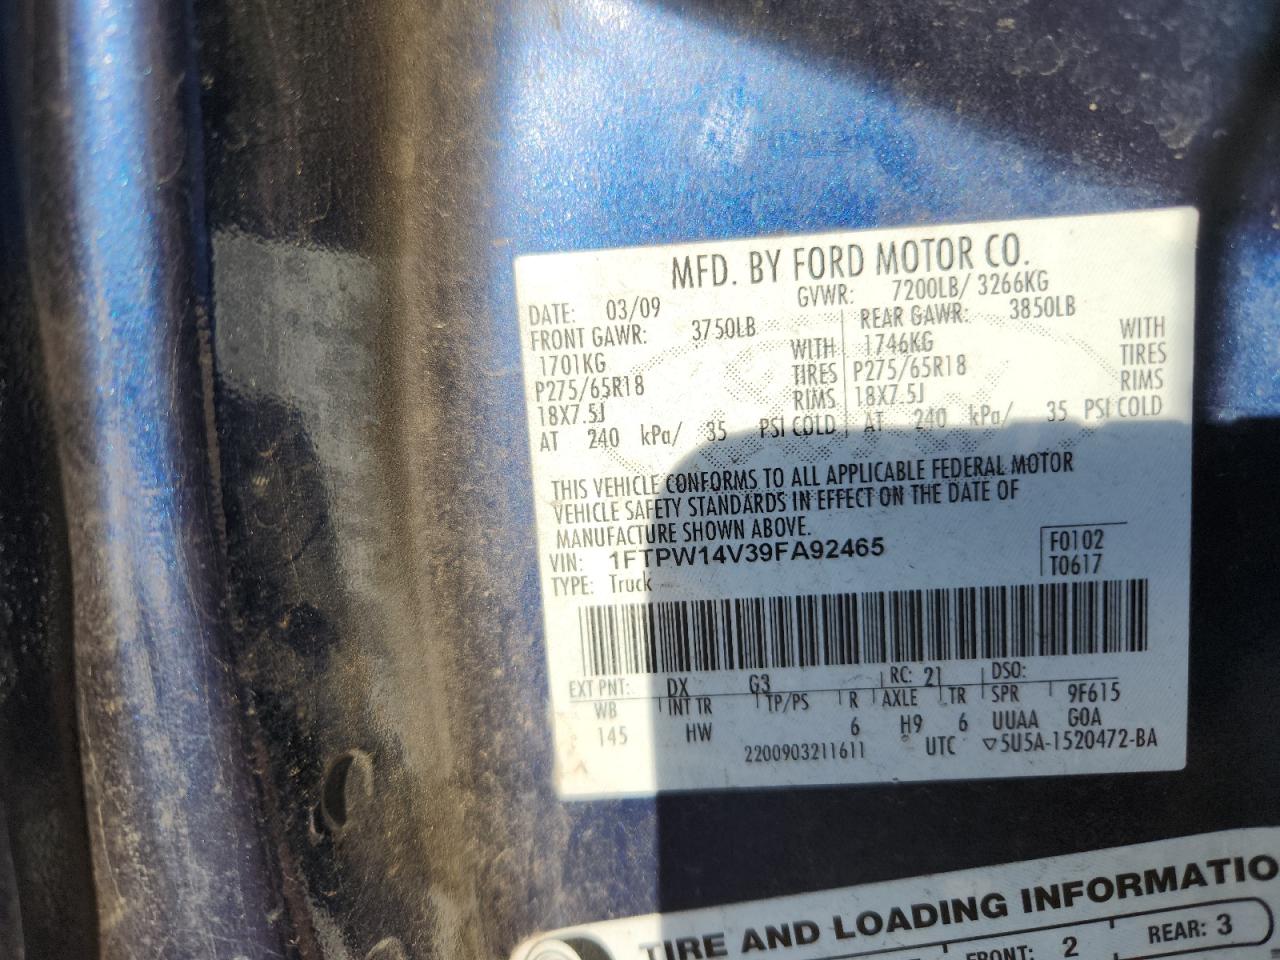 MFD. BY FORD MOTOR CO.
DATE: 03/09 GVWR: 7200LB/ 3266KG
FRONT GAWR: 3750LB REAR GAWR: 3850LB
1701KG WITH 1746KG WITH
P275/65R18 TIRES P275/65R18 TIRES
18X7.5J RIMS 18X7.5J RIMS
AT 240 kPa/ 35 PSI COLD AT 240 kPa/ 35 PSI COLD
THIS VEHICLE CONFORMS TO ALL APPLICABLE FEDERAL MOTOR
VEHICLE SAFETY STANDARDS IN EFFECT ON THE DATE OF
MANUFACTURE SHOWN ABOVE.
VIN: 1FTPW14V39FA92465 F0102
TYPE: Truck T0617
EXT PNT: DX G3 RC: 21 DSO:
WB INT TR TP/PS R AXLE TR SPR 9F615
145 HW 6 H9 6 UUAA G0A
2200903211611 UTC ▽5U5A-1520472-BA
TIRE AND LOADING INFORMATIO
FRONT: 2 REAR: 3